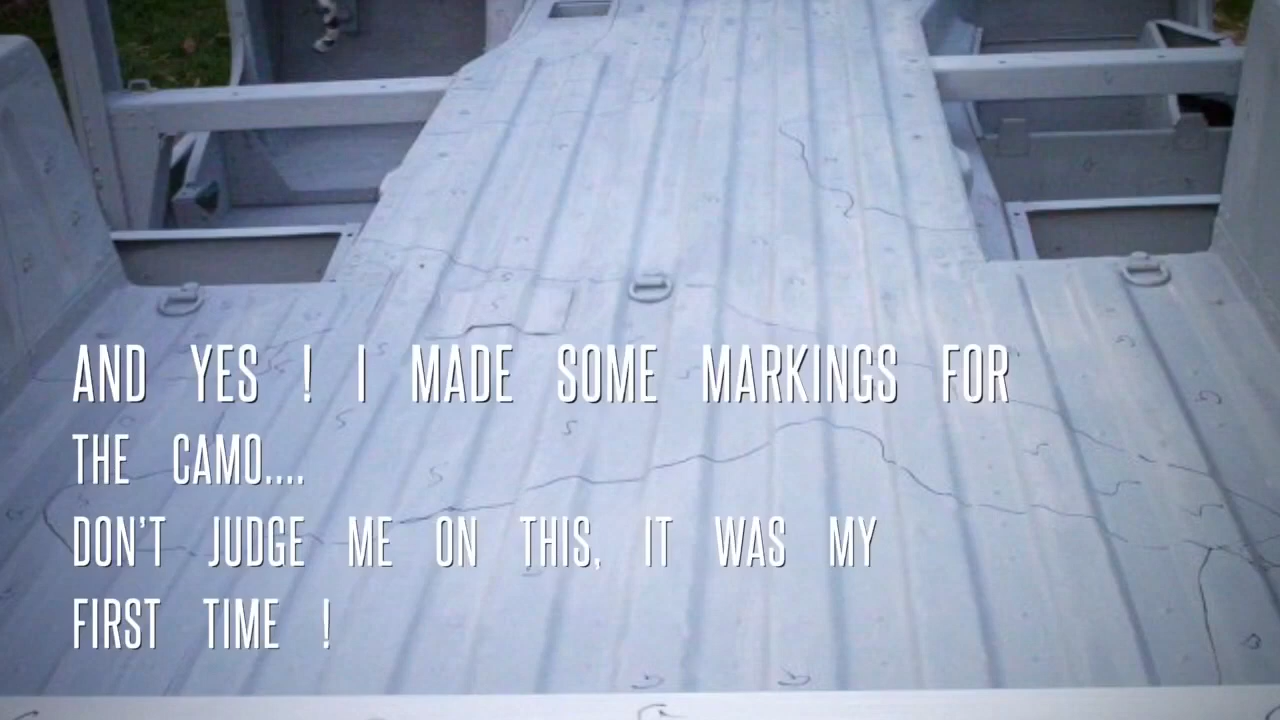 AND YES ! I MADE SOME MARKINGS FOR
THE CAMO....
DON'T JUDGE ME ON THIS, IT WAS MY
FIRST TIME !